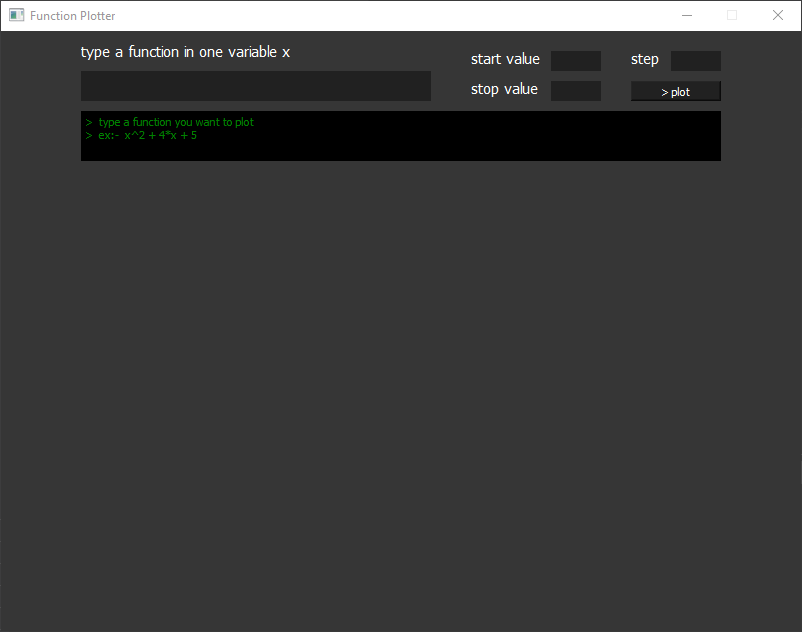 Function Plotter
type a function in one variable x
start value
step
stop value
> plot
> type a function you want to plot
> ex:- x^2 + 4*x + 5